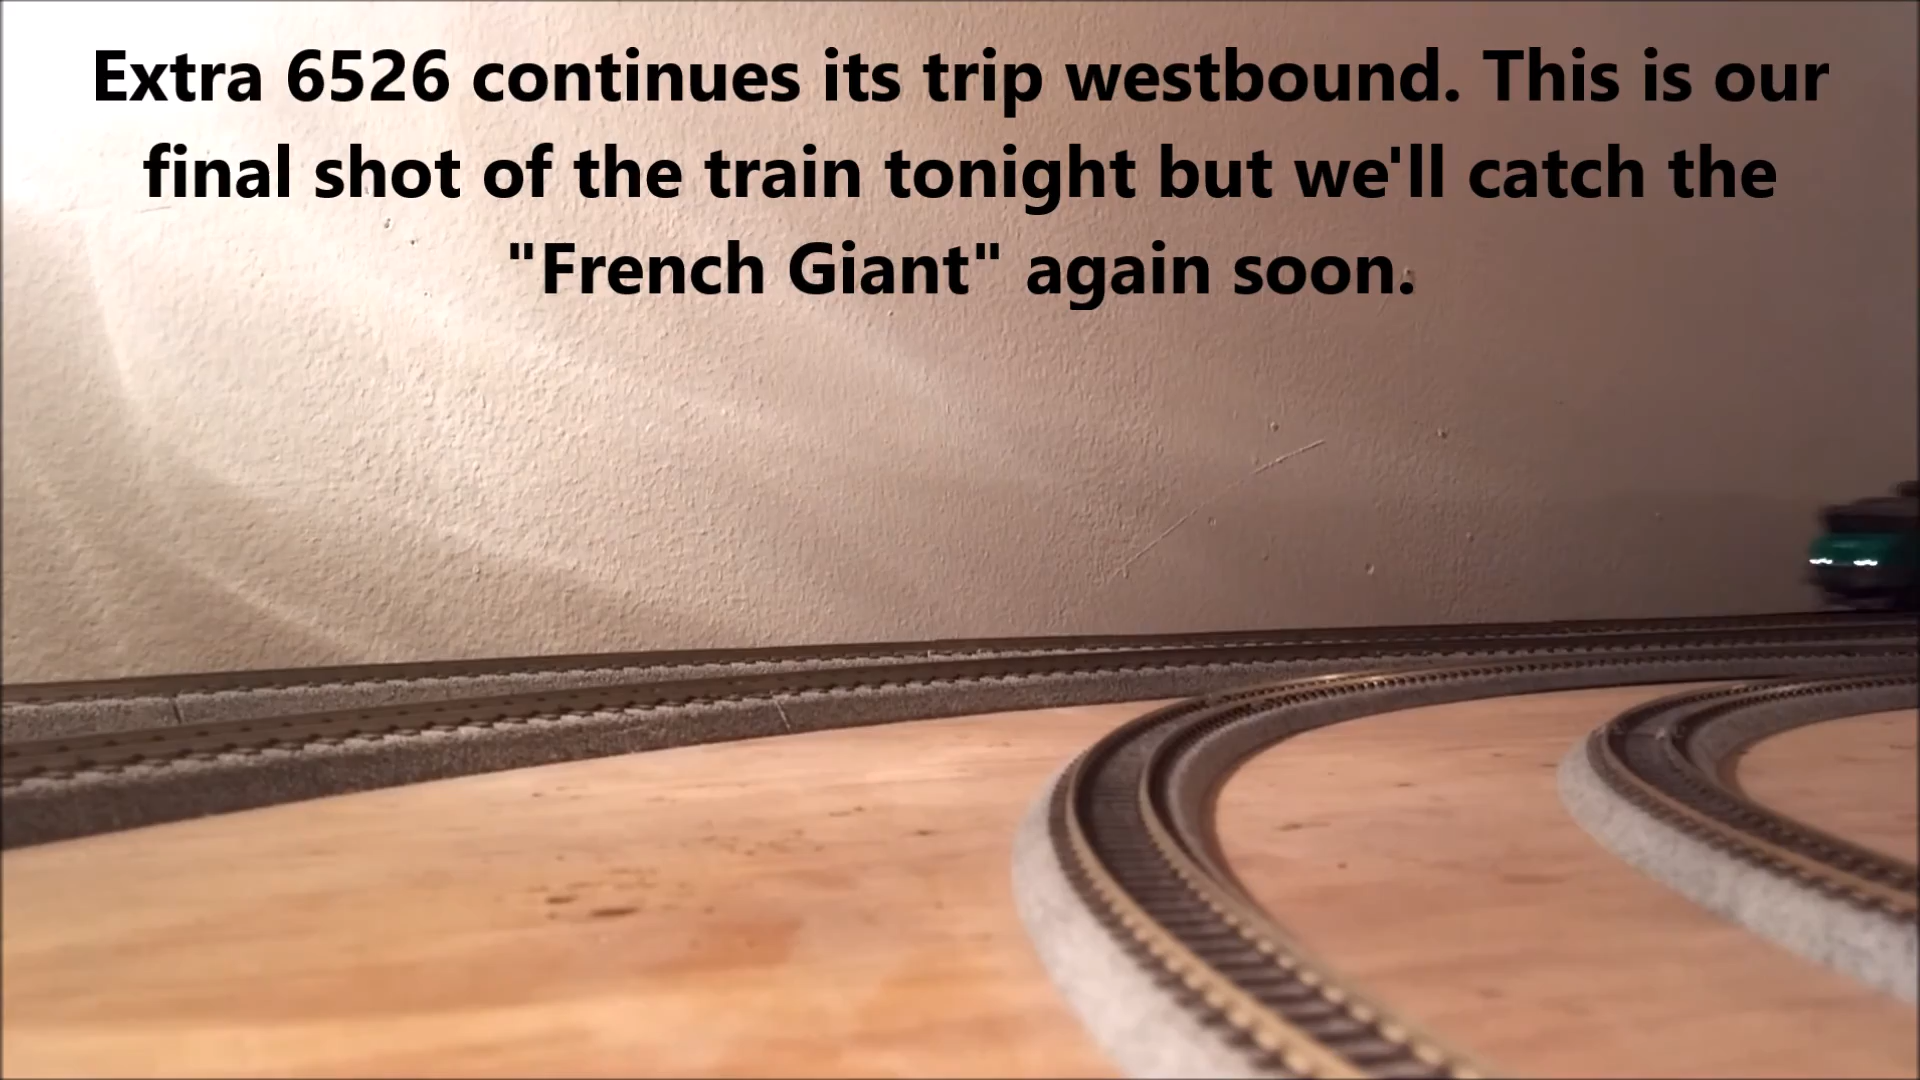 Extra 6526 continues its trip westbound. This is our
final shot of the train tonight but we'll catch the
"French Giant" again soon.